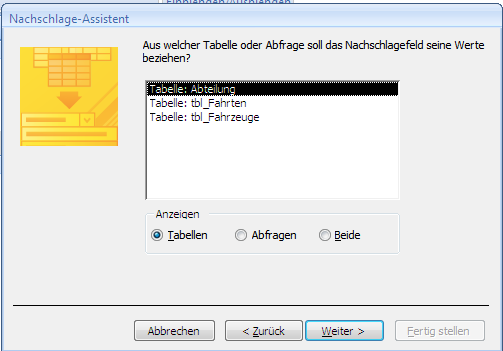 Einblenden/Ausblenden
Nachschlage-Assistent
Aus welcher Tabelle oder Abfrage soll das Nachschlagefeld seine Werte
beziehen?
Tabelle: Abteilung
Tabelle: tbl_Fahrten
Tabelle: tbl_Fahrzeuge
Anzeigen
Tabellen
Abfragen
Beide
Abbrechen
< Zurück
Weiter >
Fertig stellen